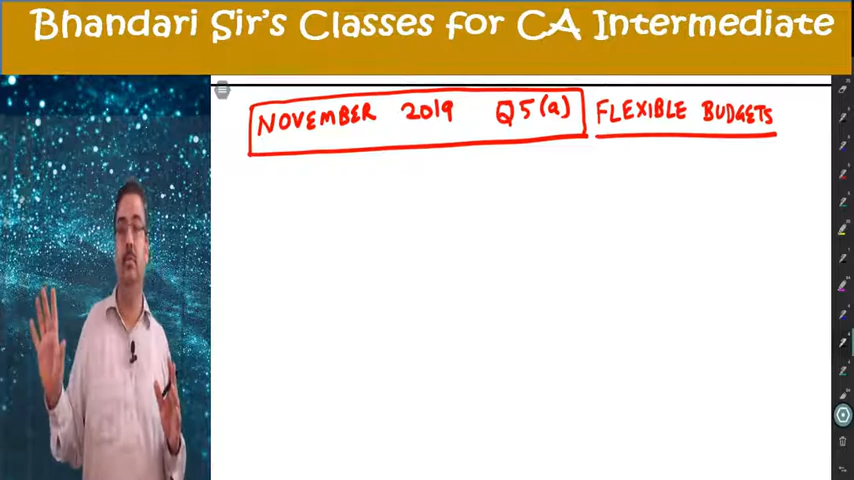 Bhandari Sir's Classes for CA Intermediate
NOVEMBER 2019 Q5(a) FLEXIBLE BUDGETS